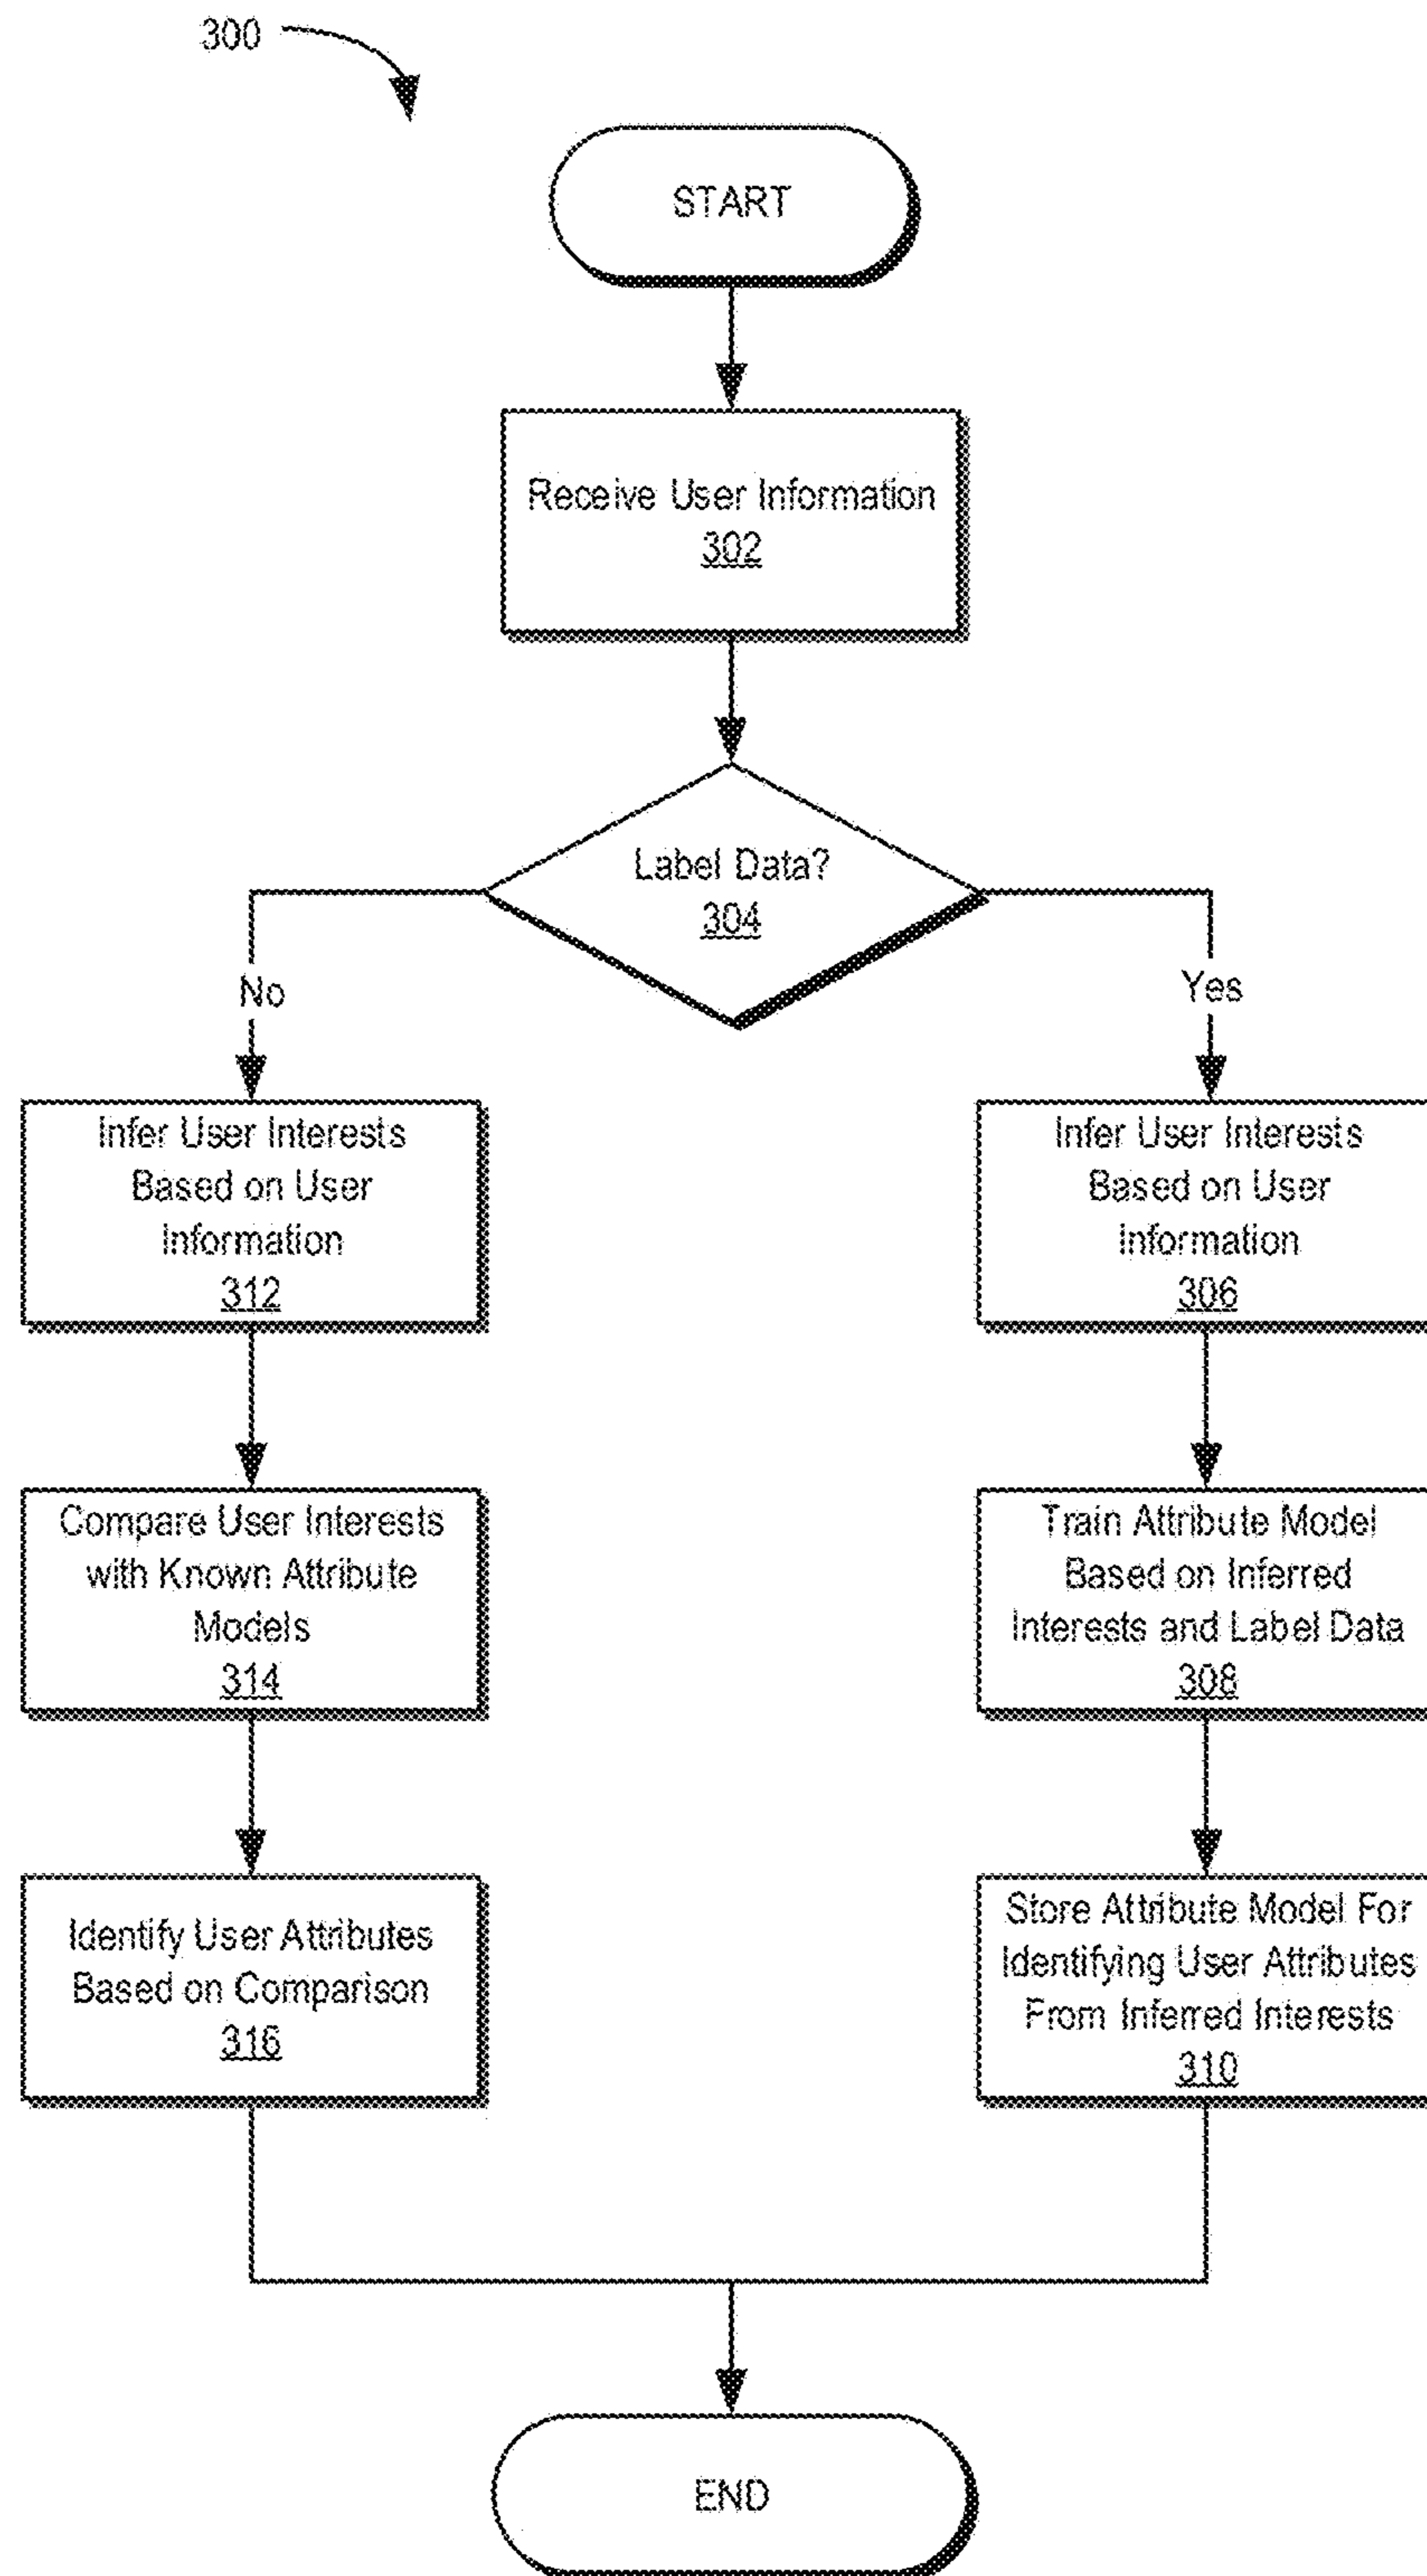 300
START
Receive User Information
302
Label Data?
304
No
Yes
Infer User Interests
Based on User
Information
312
Infer User Interests
Based on User
Information
306
Compare User Interests
with Known Attribute
Models
314
Train Attribute Model
Based on Inferred
Interests and Label Data
308
Identify User Attributes
Based on Comparison
316
Store Attribute Model For
Identifying User Attributes
From Inferred Interests
310
END